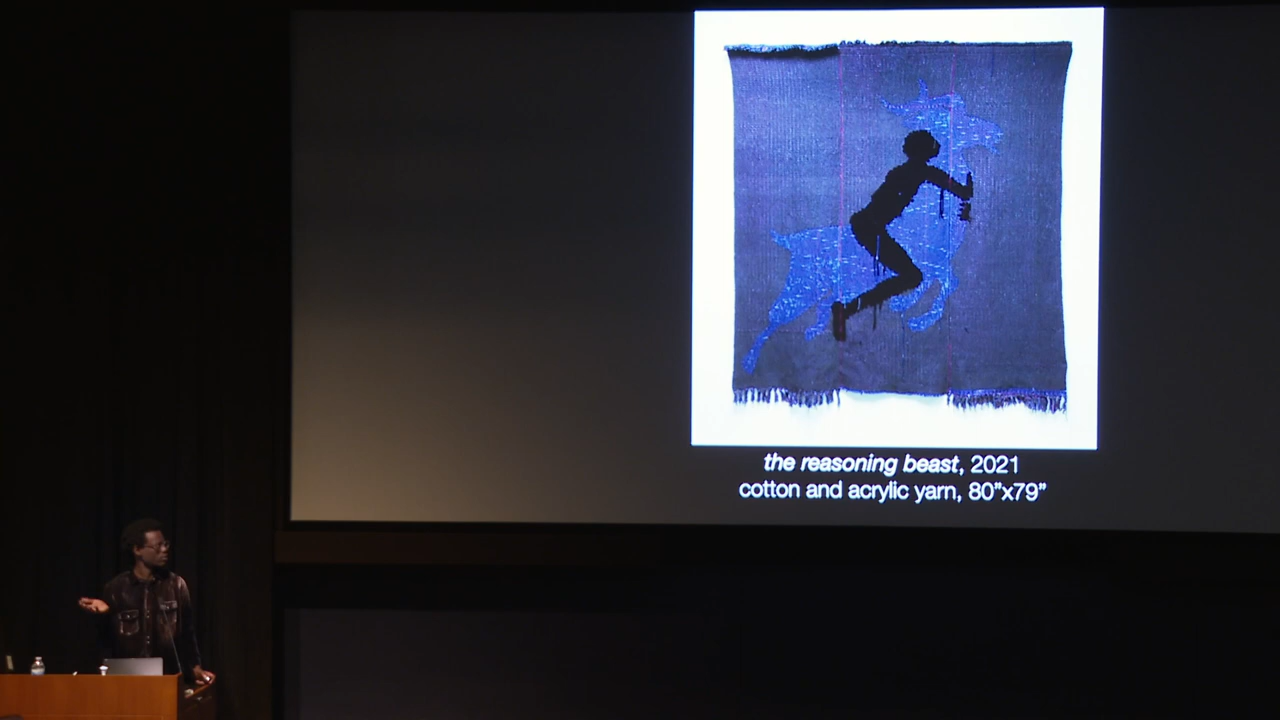 the reasoning beast, 2021
cotton and acrylic yarn, 80”x79”